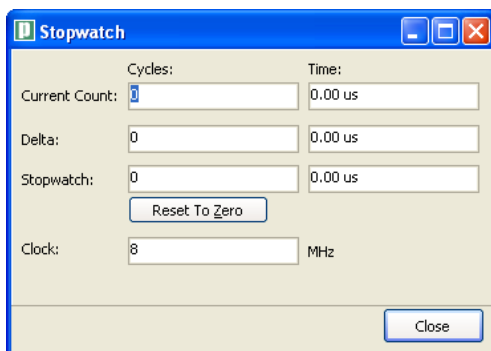 Stopwatch
Cycles: Time:
Current Count: 0 0.00 us
Delta: 0 0.00 us
Stopwatch: 0 0.00 us
Reset To Zero
Clock: 8 MHz
Close